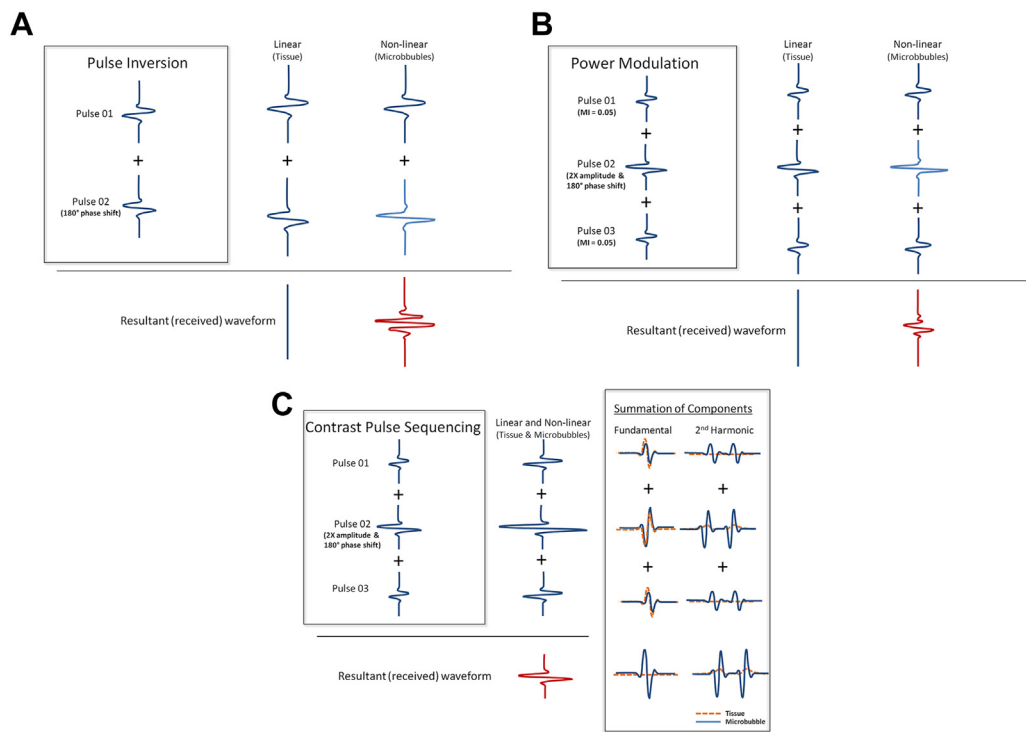 A
Pulse Inversion
Pulse 01
+
Pulse 02
(180° phase shift)
Linear
(Tissue)
+
Non-linear
(Microbbubles)
+
Resultant (received) waveform
B
Power Modulation
Pulse 01
(MI = 0.05)
+
Pulse 02
(2X amplitude &
180° phase shift)
+
Pulse 03
(MI = 0.05)
Linear
(Tissue)
+
+
Non-linear
(Microbbubles)
+
+
Resultant (received) waveform
C
Contrast Pulse Sequencing
Pulse 01
+
Pulse 02
(2X amplitude &
180° phase shift)
+
Pulse 03
Linear and Non-linear
(Tissue & Microbubbles)
+
+
Resultant (received) waveform
Summation of Components
Fundamental
2nd Harmonic
+ +
+ +
Tissue
Microbubble